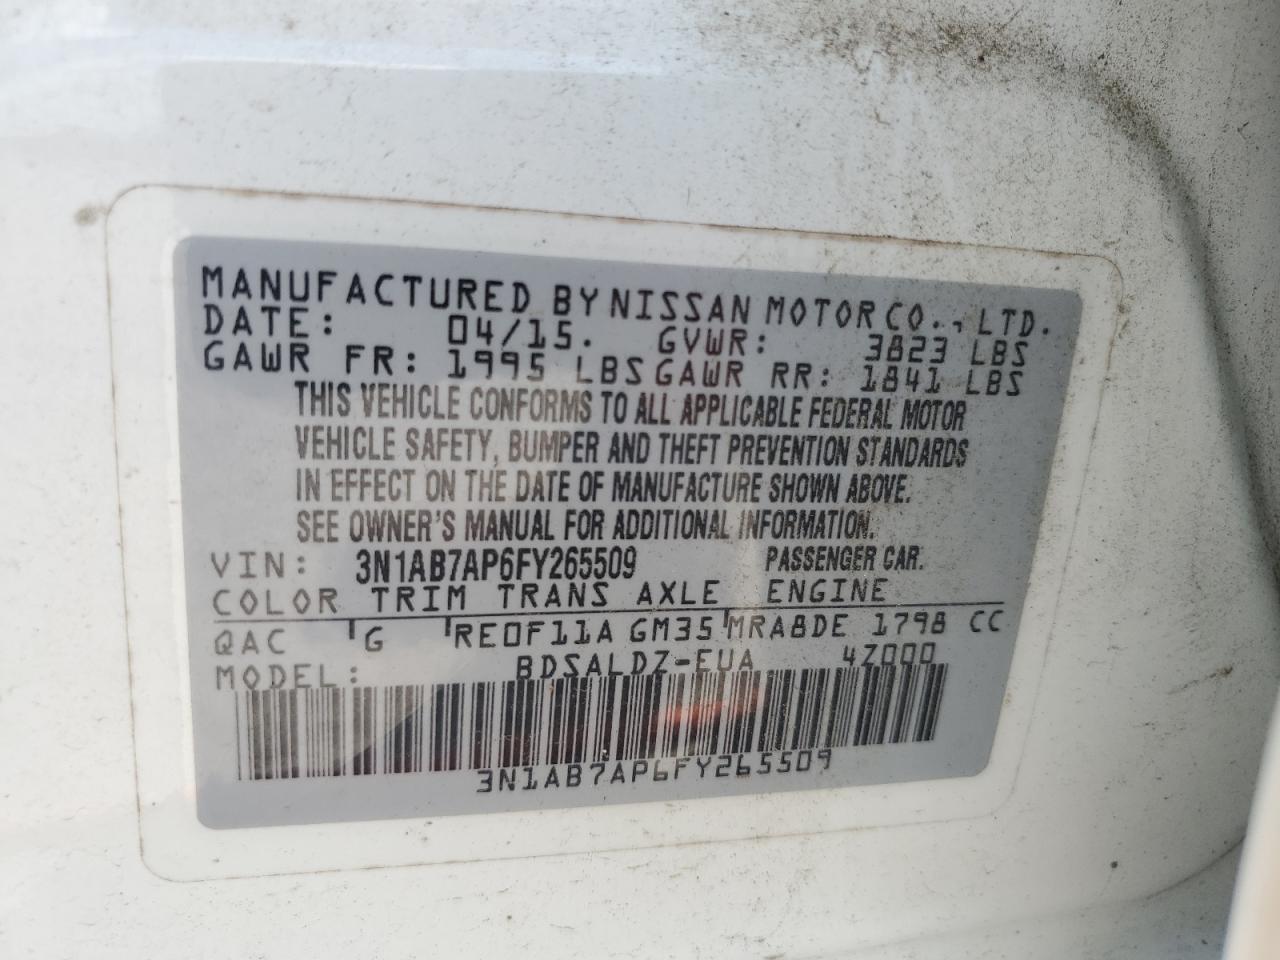 MANUFACTURED BY NISSAN MOTOR CO., LTD.
DATE: 04/15. GVWR: 3823 LBS
GAWR FR: 1995 LBS GAWR RR: 1841 LBS
THIS VEHICLE CONFORMS TO ALL APPLICABLE FEDERAL MOTOR
VEHICLE SAFETY, BUMPER AND THEFT PREVENTION STANDARDS
IN EFFECT ON THE DATE OF MANUFACTURE SHOWN ABOVE.
SEE OWNER'S MANUAL FOR ADDITIONAL INFORMATION.
VIN: 3N1AB7AP6FY265509 PASSENGER CAR.
COLOR TRIM TRANS AXLE ENGINE
QAC G RE0F11A GM35 MRA8DE 1798 CC
MODEL: BDSALDZ-EUA 4Z000
3N1AB7AP6FY265509